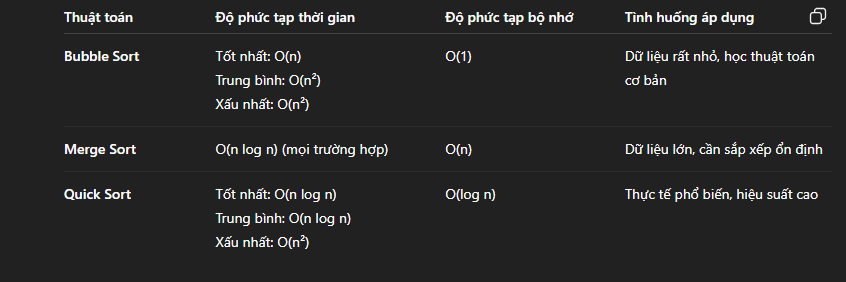 Thuật toán Độ phức tạp thời gian Độ phức tạp bộ nhớ Tình huống áp dụng
Bubble Sort Tốt nhất: O(n) O(1) Dữ liệu rất nhỏ, học thuật toán
Trung bình: O(n²) cơ bản
Xấu nhất: O(n²)
Merge Sort O(n log n) (mọi trường hợp) O(n) Dữ liệu lớn, cần sắp xếp ổn định
Quick Sort Tốt nhất: O(n log n) O(log n) Thực tế phổ biến, hiệu suất cao
Trung bình: O(n log n)
Xấu nhất: O(n²)